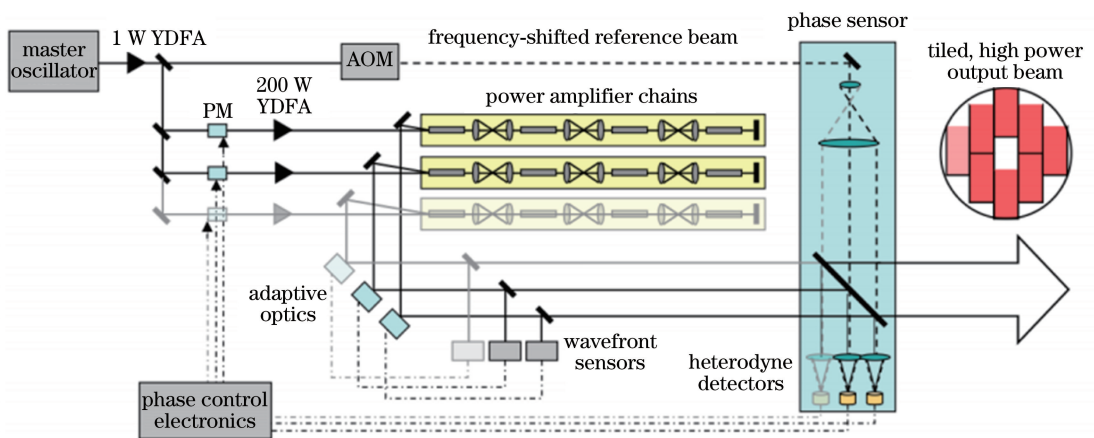 phase sensor
1 W YDFA
frequency-shifted reference beam
master
oscillator
AOM
tiled, high power
output beam
200 W
YDFA
PM
power amplifier chains
adaptive
optics
wavefront
sensors
heterodyne
detectors
phase control
electronics